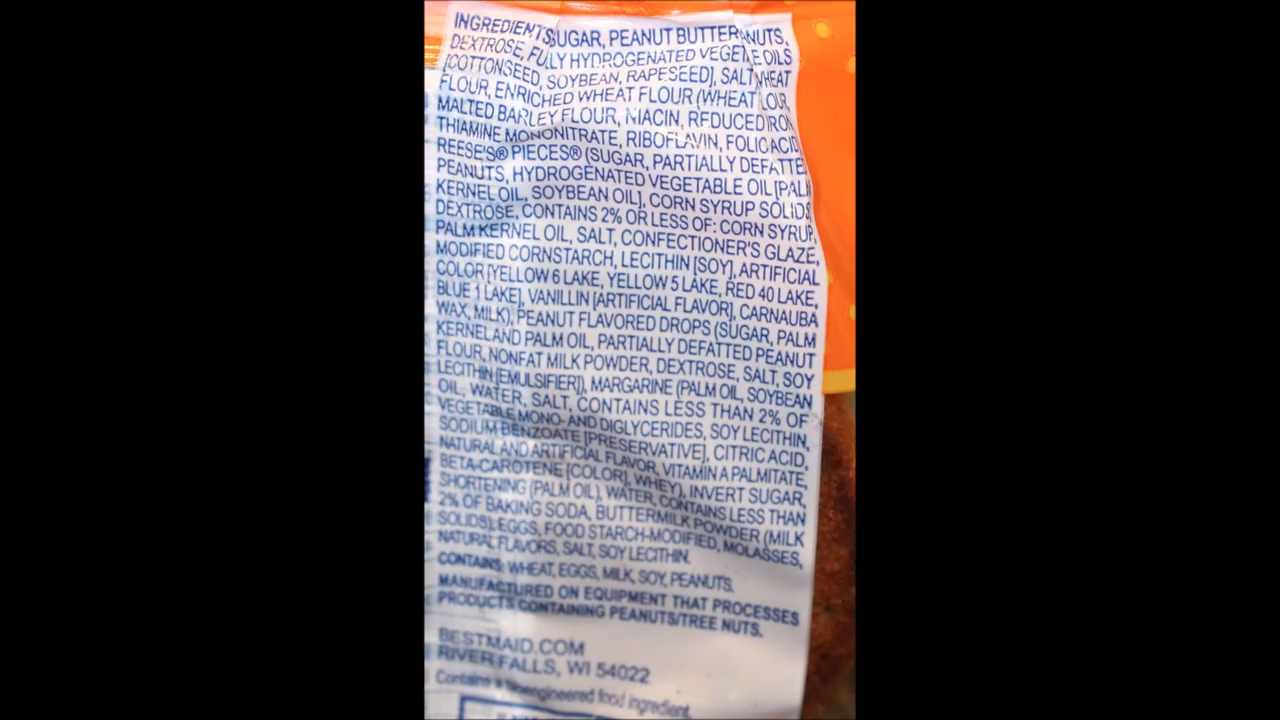 INGREDIENTS: SUGAR, PEANUT BUTTER NUTS,
DEXTROSE, FULLY HYDROGENATED VEGET E OILS
[COTTONSEED, SOYBEAN, RAPESEED], SALT WHEAT
FLOUR, ENRICHED WHEAT FLOUR (WHEAT LOUR,
MALTED BARLEY FLOUR, NIACIN, REDUCED IRON
THIAMINE MONONITRATE, RIBOFLAVIN, FOLIC ACID
REESE'S® PIECES® (SUGAR, PARTIALLY DEFATTE
PEANUTS, HYDROGENATED VEGETABLE OIL [PALM
KERNEL OIL, SOYBEAN OIL], CORN SYRUP SOLIDS,
DEXTROSE, CONTAINS 2% OR LESS OF: CORN SYRUP,
PALM KERNEL OIL, SALT, CONFECTIONER'S GLAZE,
MODIFIED CORNSTARCH, LECITHIN [SOY], ARTIFICIAL
COLOR [YELLOW 6 LAKE, YELLOW 5 LAKE, RED 40 LAKE,
BLUE 1 LAKE], VANILLIN [ARTIFICIAL FLAVOR], CARNAUBA
WAX, MILK), PEANUT FLAVORED DROPS (SUGAR, PALM
KERNEL AND PALM OIL, PARTIALLY DEFATTED PEANUT
FLOUR, NONFAT MILK POWDER, DEXTROSE, SALT, SOY
LECITHIN [EMULSIFIER]), MARGARINE (PALM OIL, SOYBEAN
OIL, WATER, SALT, CONTAINS LESS THAN 2% OF
VEGETABLE MONO- AND DIGLYCERIDES, SOY LECITHIN,
SODIUM BENZOATE [PRESERVATIVE], CITRIC ACID,
NATURAL AND ARTIFICIAL FLAVOR, VITAMIN A PALMITATE,
BETA-CAROTENE [COLOR], WHEY), INVERT SUGAR,
SHORTENING (PALM OIL), WATER, CONTAINS LESS THAN
2% OF BAKING SODA, BUTTERMILK POWDER (MILK
SOLIDS), EGGS, FOOD STARCH-MODIFIED, MOLASSES,
NATURAL FLAVORS, SALT, SOY LECITHIN.
CONTAINS: WHEAT, EGGS, MILK, SOY, PEANUTS.
MANUFACTURED ON EQUIPMENT THAT PROCESSES
PRODUCTS CONTAINING PEANUTS/TREE NUTS.
BESTMAID.COM
RIVER FALLS, WI 54022
Contains a bioengineered food ingredient.